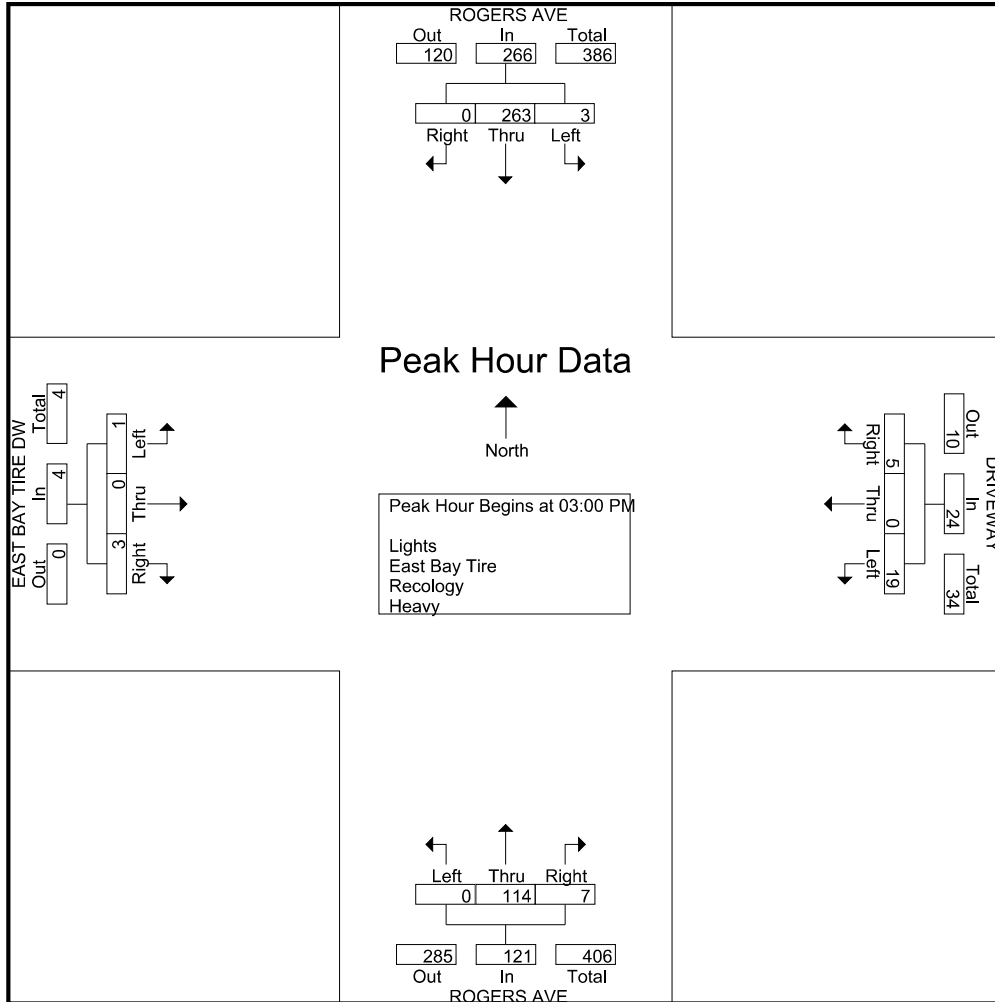 ROGERS AVE
Out In Total
120 266 386
0 263 3
Right Thru Left
Peak Hour Data
North
Peak Hour Begins at 03:00 PM
Lights
East Bay Tire
Recology
Heavy
EAST BAY TIRE DW
Out In Total
0 4 4
3 0 1
Right Thru Left
DRIVEWAY
Out In Total
10 24 34
5 0 19
Right Thru Left
Left Thru Right
0 114 7
285 121 406
Out In Total
ROGERS AVE